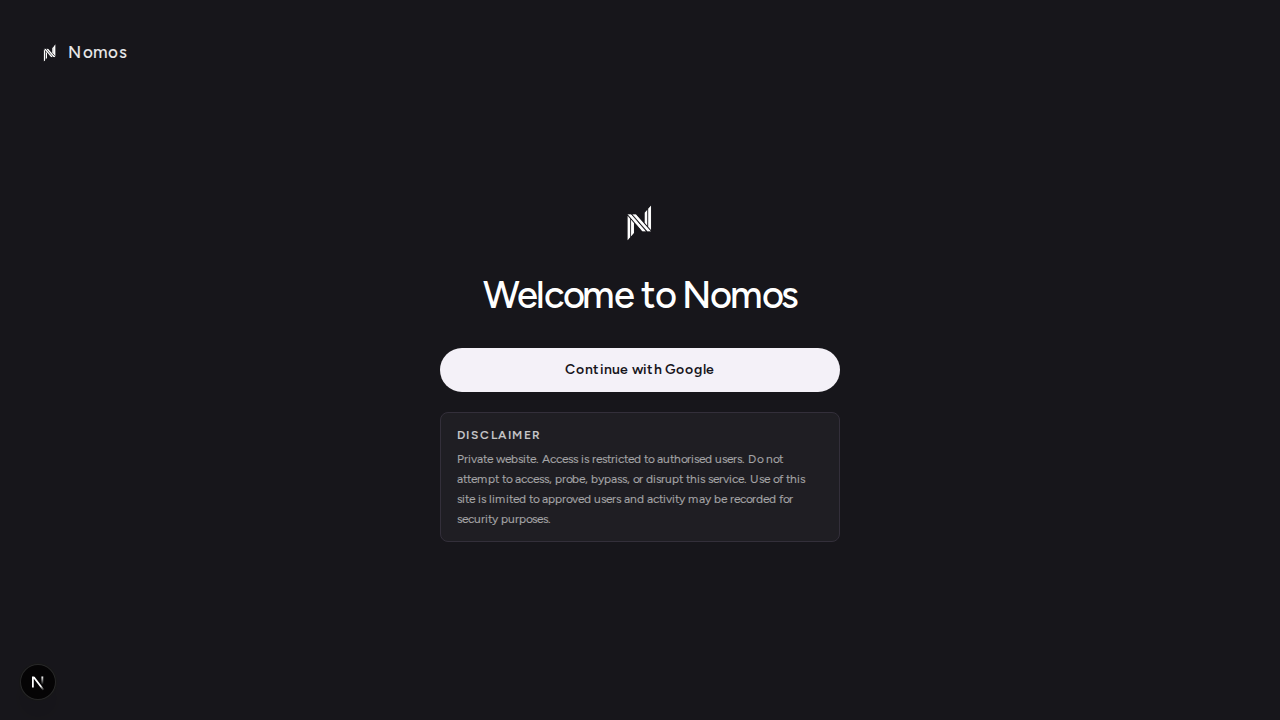 Nomos
Welcome to Nomos
Continue with Google
DISCLAIMER
Private website. Access is restricted to authorised users. Do not
attempt to access, probe, bypass, or disrupt this service. Use of this
site is limited to approved users and activity may be recorded for
security purposes.